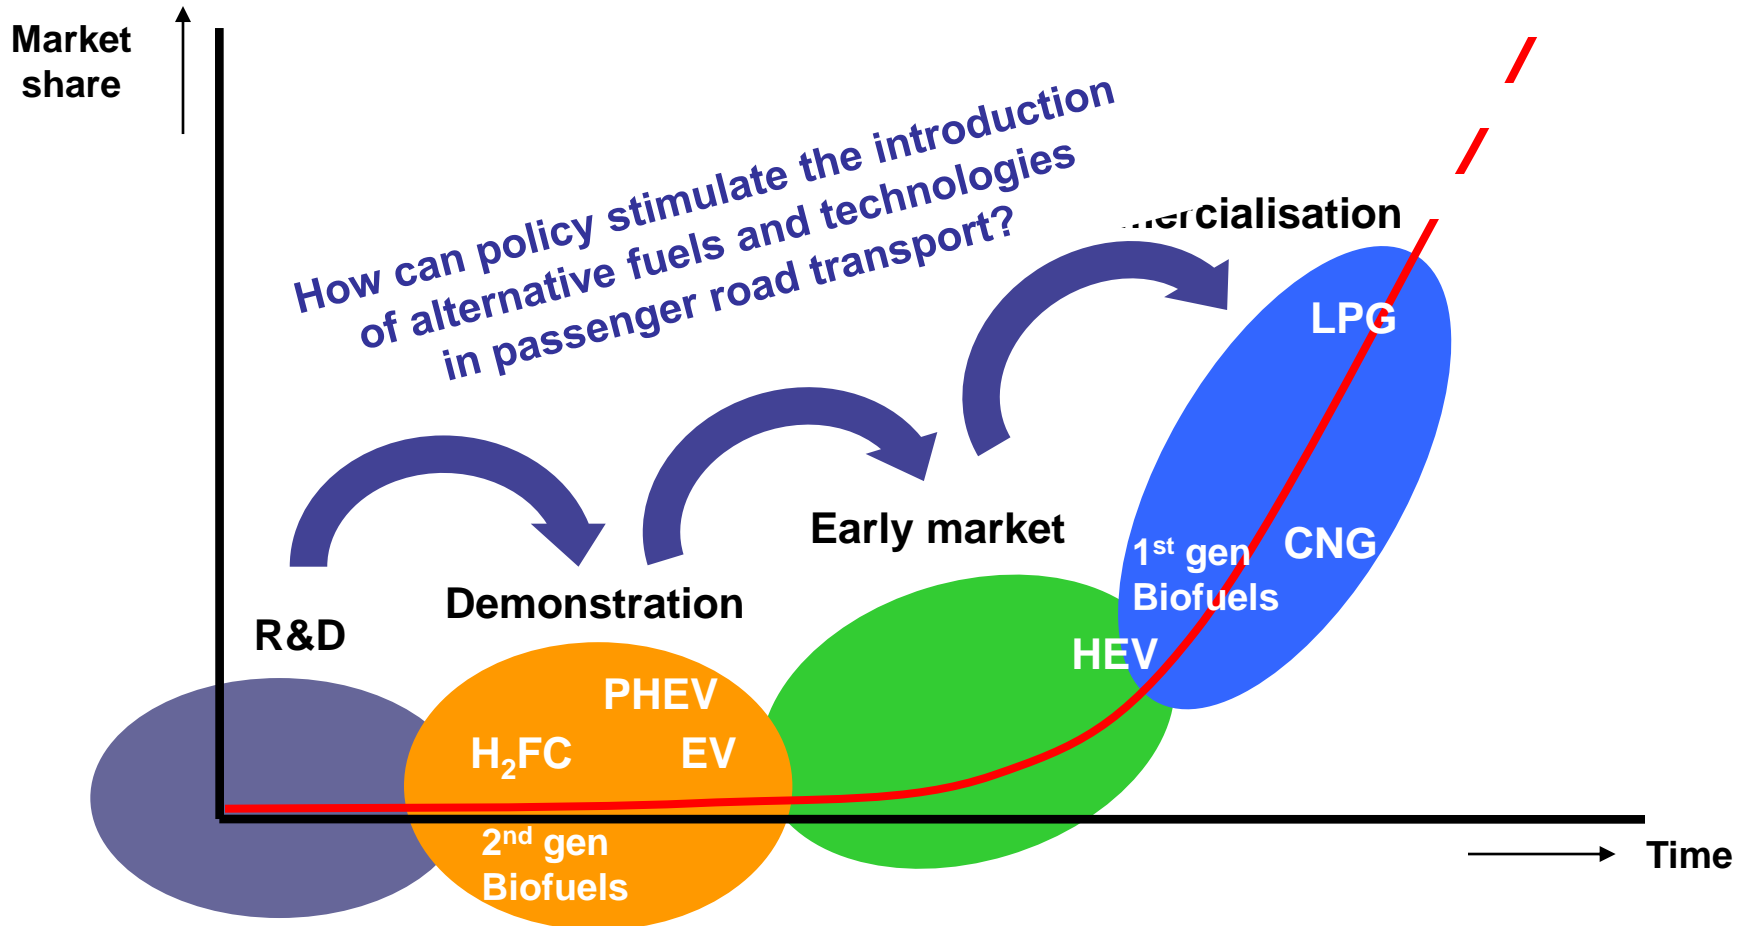 Market
share
How can policy stimulate the introduction
of alternative fuels and technologies
in passenger road transport?
LPG
Early market
1st gen
Biofuels
CNG
Demonstration
R&D
HEV
PHEV
H₂FC
EV
2nd gen
Biofuels
Time